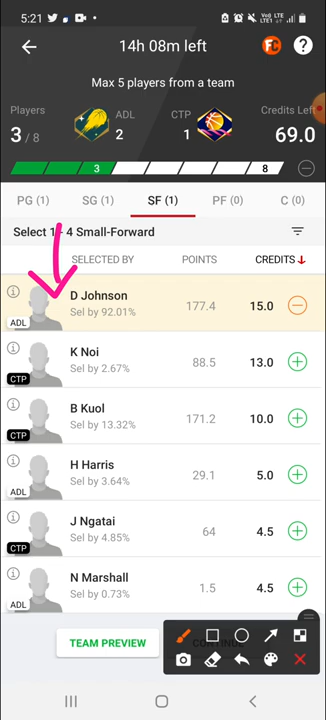 5:21
Vo) LTE
LTE1
14h 08m left
FC
?
Max 5 players from a team
Players
3 / 8
ADL
2
CTP
1
Credits Left
69.0
3
8
PG (1)
SG (1)
SF (1)
PF (0)
C (0)
Select 1 - 4 Small-Forward
SELECTED BY
POINTS
CREDITS
D Johnson
Sel by 92.01%
177.4
15.0
ADL
K Noi
Sel by 2.67%
88.5
13.0
CTP
B Kuol
Sel by 13.32%
171.2
10.0
CTP
H Harris
Sel by 3.64%
29.1
5.0
ADL
J Ngatai
Sel by 4.85%
64
4.5
CTP
N Marshall
Sel by 0.73%
1.5
4.5
ADL
TEAM PREVIEW
CONTINUE